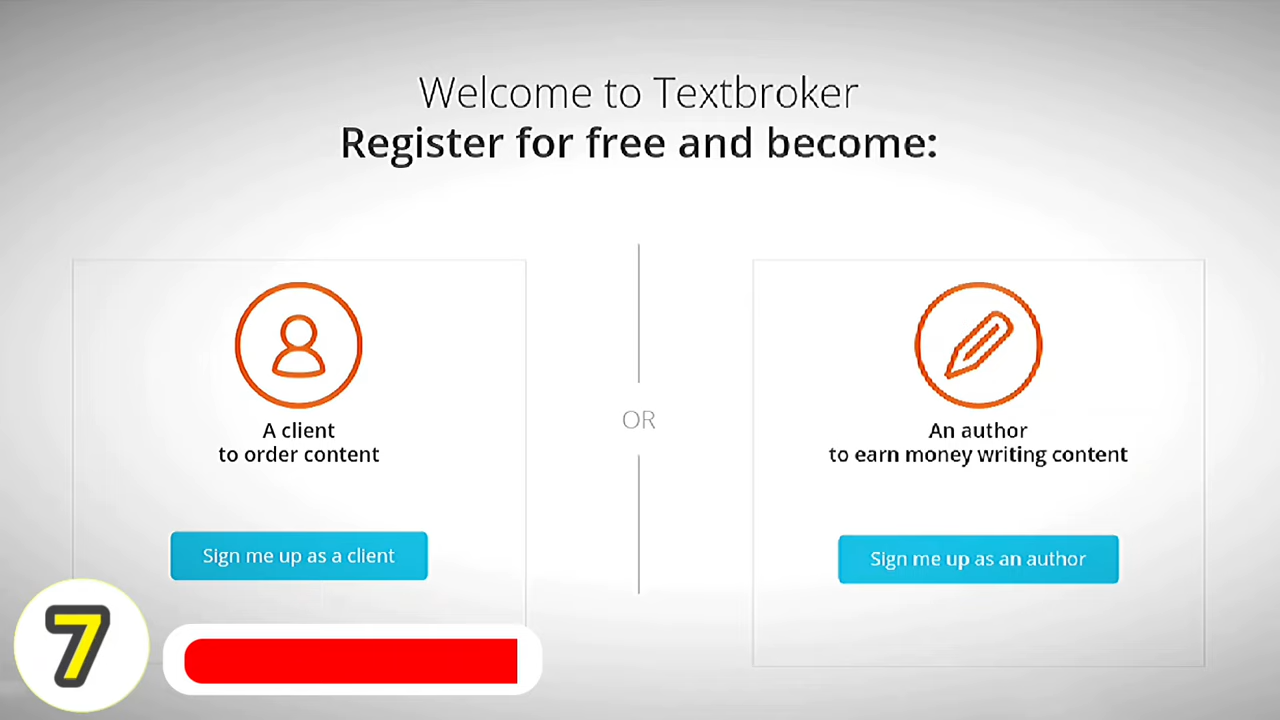 Welcome to Textbroker
Register for free and become:
A client
to order content
Sign me up as a client
OR
An author
to earn money writing content
Sign me up as an author
7